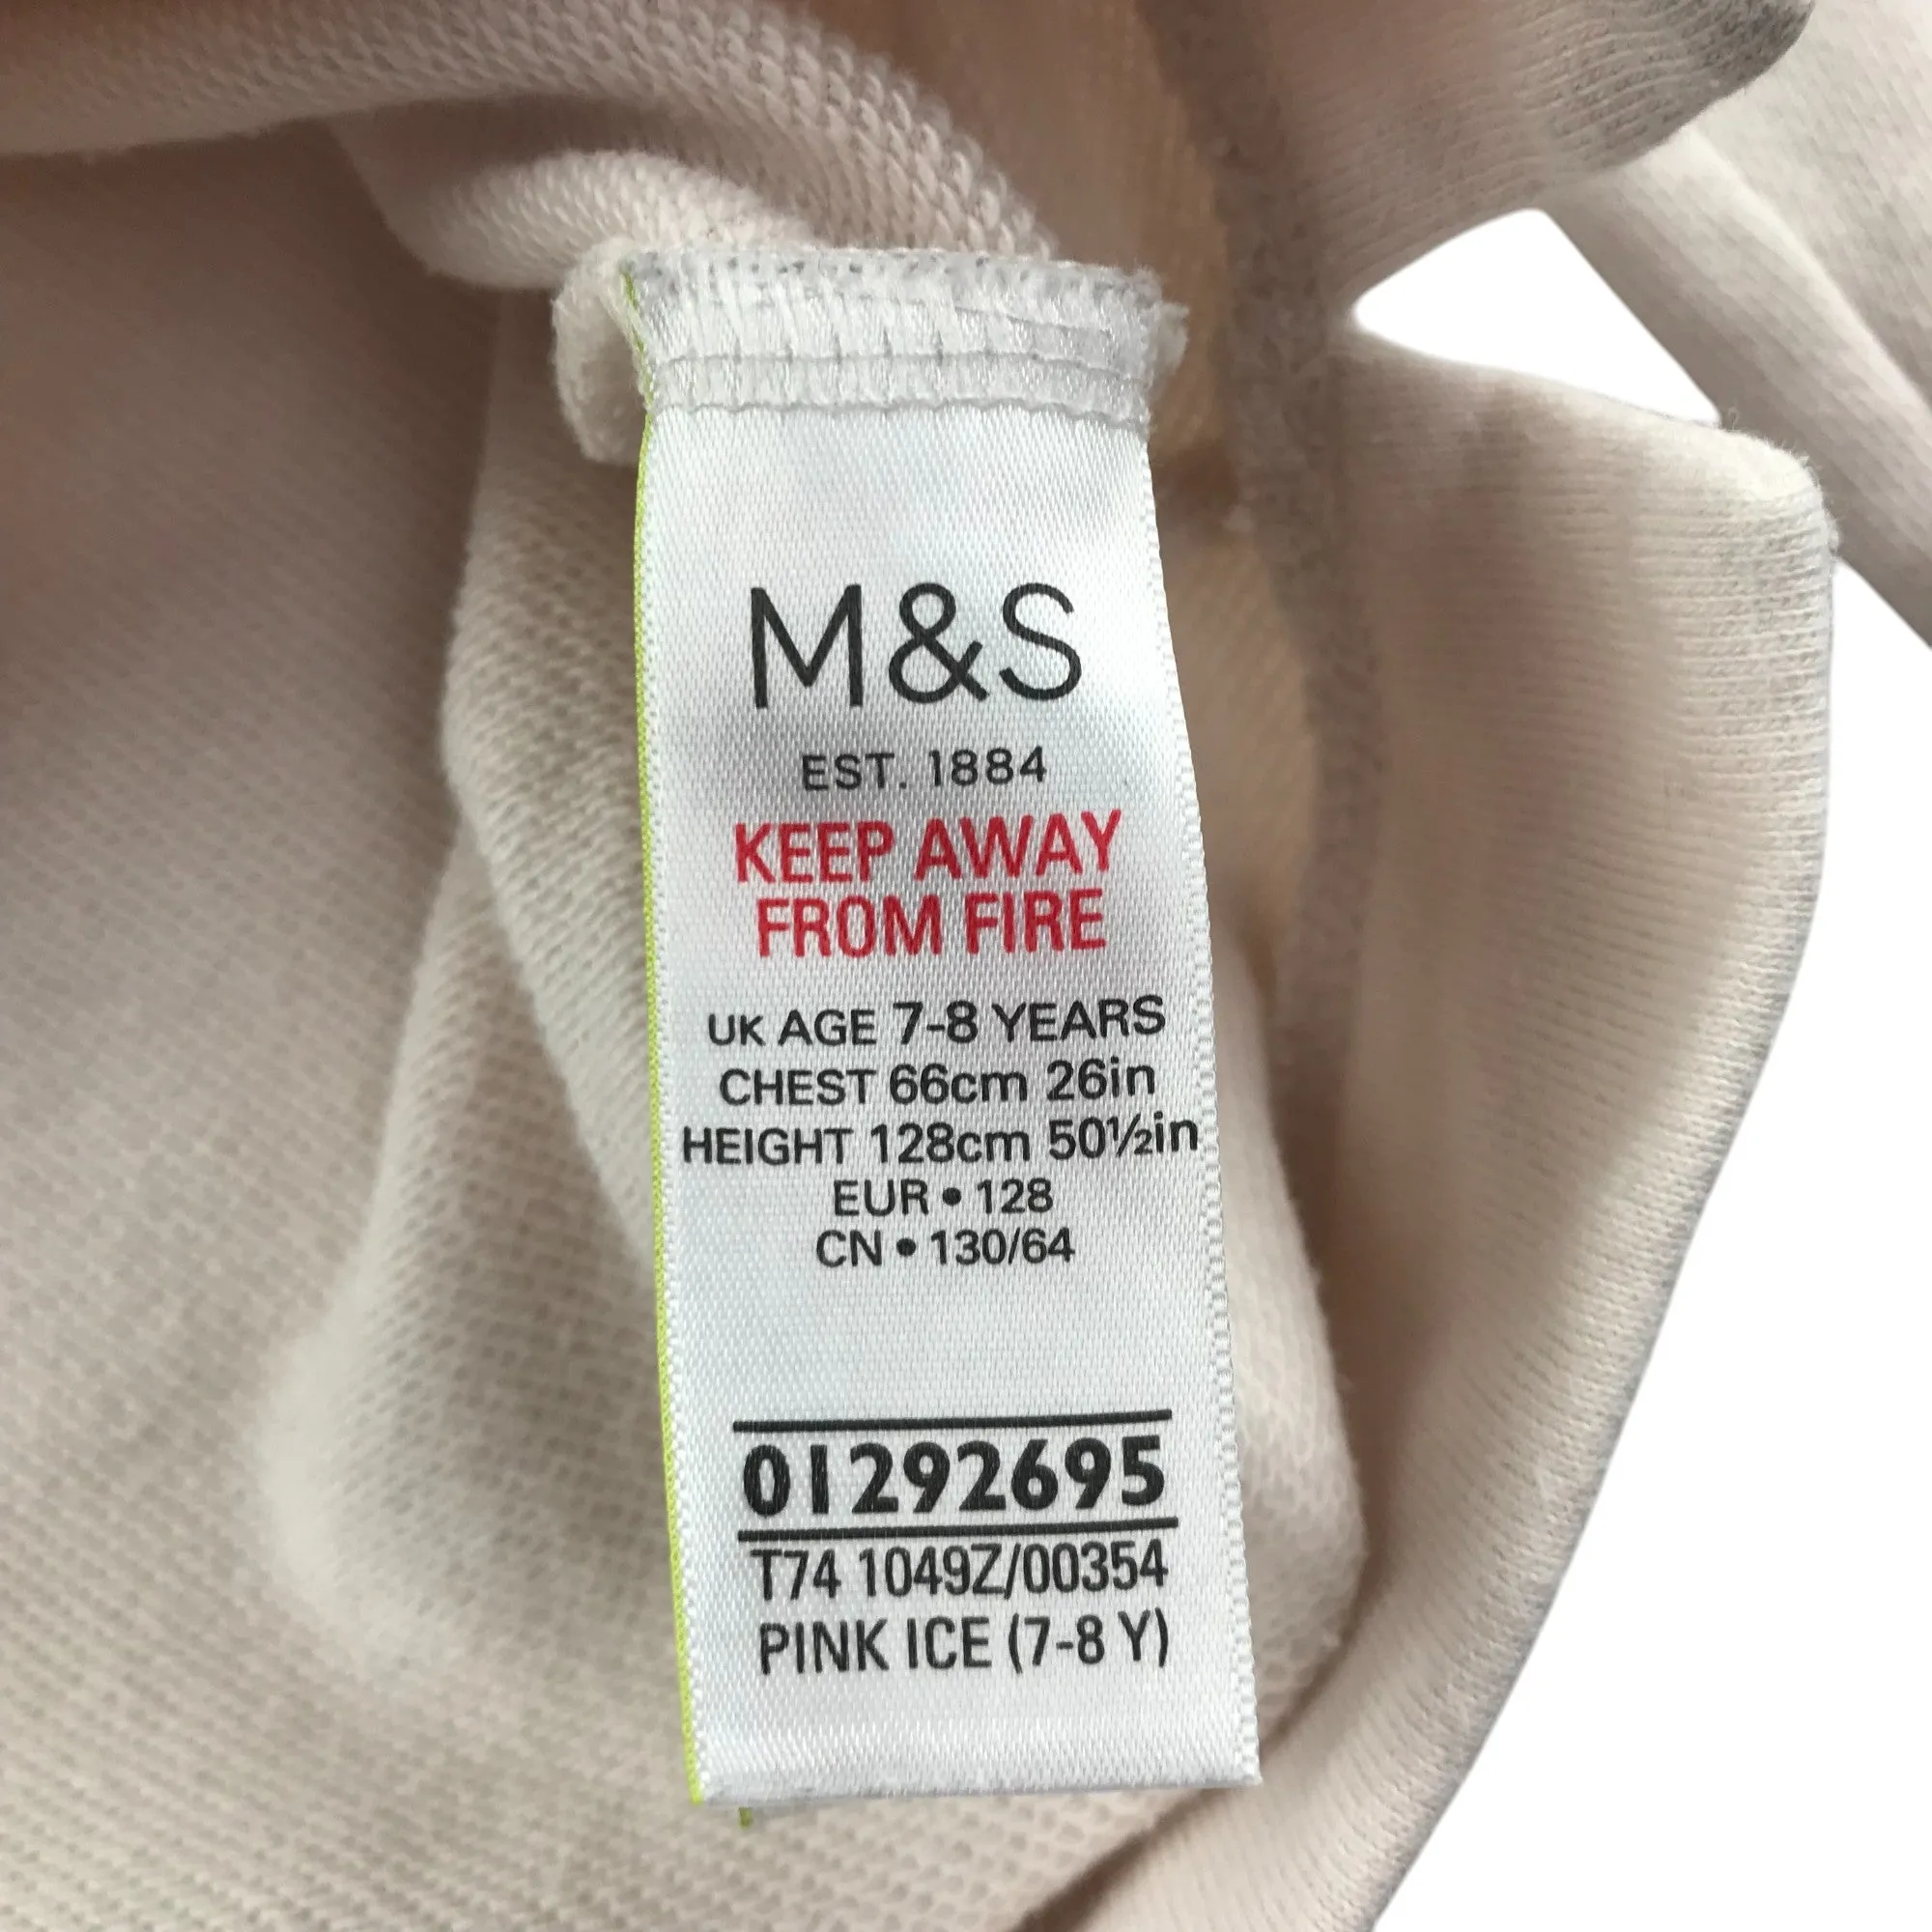 M&S
EST. 1884
KEEP AWAY
FROM FIRE
UK AGE 7-8 YEARS
CHEST 66cm 26in
HEIGHT 128cm 50½in
EUR • 128
CN • 130/64
01292695
T74 1049Z/00354
PINK ICE (7-8 Y)